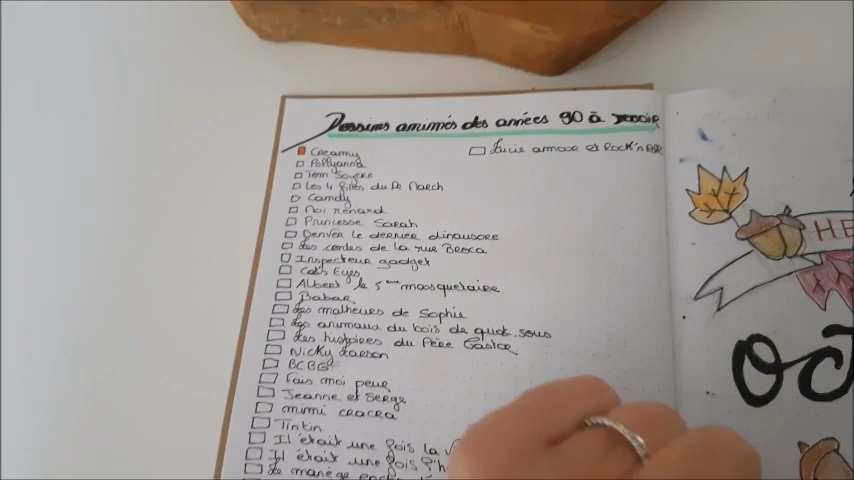 Dessins animés des années 90 à revoir
Creamy
Pollyanna
Tom Sawyer
Les 4 filles du Dr March
Candy
Moi Renard
Princesse Sarah
Denver le dernier dinausore
Les contes de la rue Broca
Inspecteur gadget
Cat's Eyes
Albert le 5ème mousquetaire
Babar
Les malheurs de Sophie
Les animaux du bois de quat. sous
Les histoires du Père Castor
Nicky Larson
BCBG
Fais moi peur
Jeanne et Serge
mimi cracra
Tintin
Il était une fois la
Il était une fois l'h
Le manège
Lucie amour et Rock'n
HE
OCT